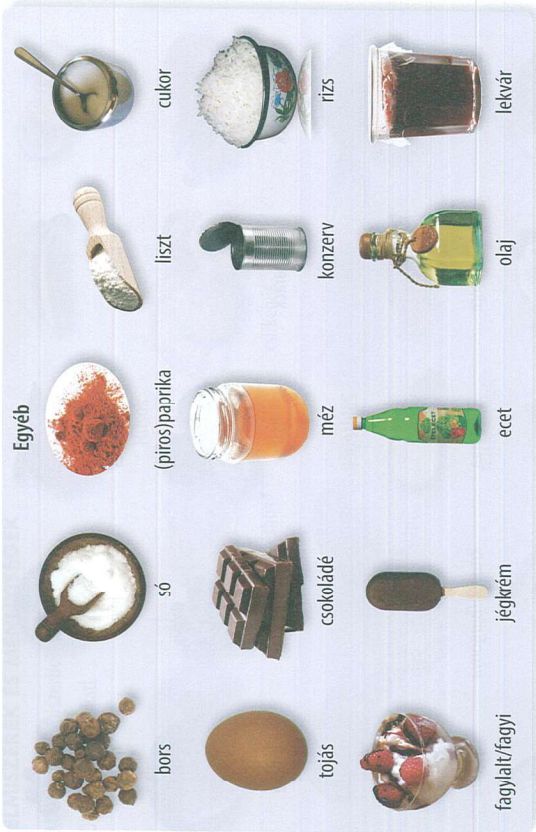 Egyéb
bors
só
(piros)paprika
liszt
cukor
tojás
csokoládé
méz
konzerv
rizs
fagylalt/fagyi
jégkrém
ecet
olaj
lekvár